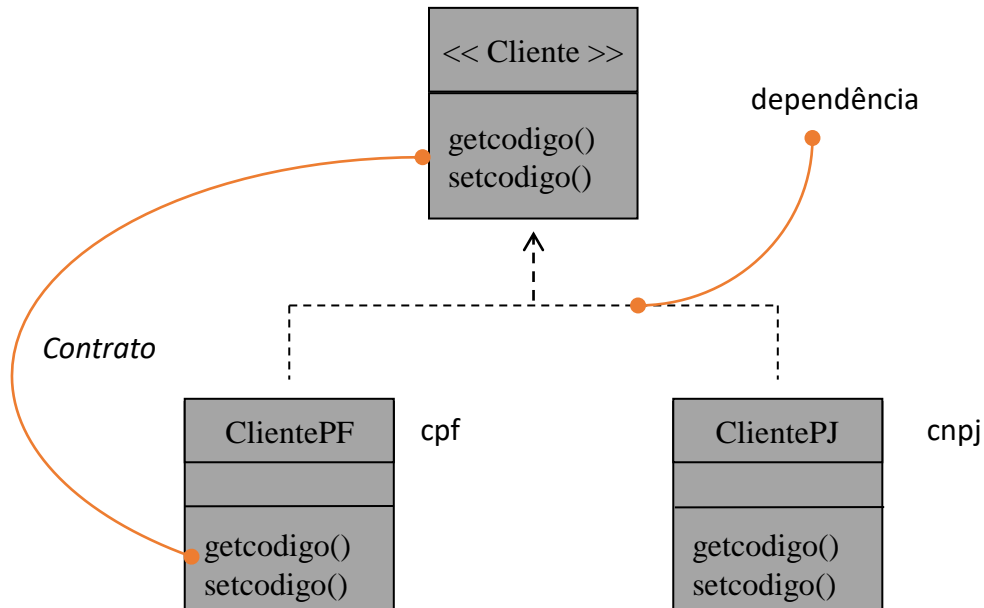 << Cliente >>
dependência
getcodigo()
setcodigo()
Contrato
ClientePF
cpf
ClientePJ
cnpj
getcodigo()
setcodigo()
getcodigo()
setcodigo()